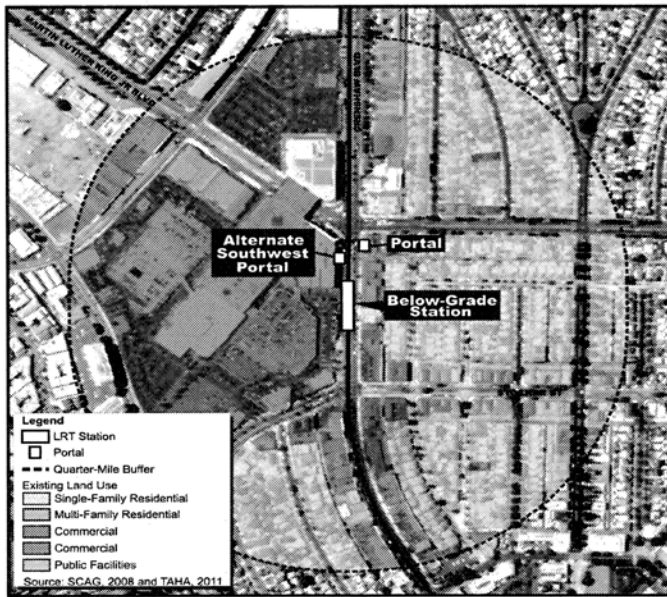 MARTIN LUTHER KING JR BLVD
CRENSHAW BLVD
Alternate
Southwest
Portal
Portal
Below-Grade
Station
Legend
LRT Station
Portal
Quarter-Mile Buffer
Existing Land Use
Single-Family Residential
Multi-Family Residential
Commercial
Commercial
Public Facilities
Source: SCAG, 2008 and TAHA, 2011